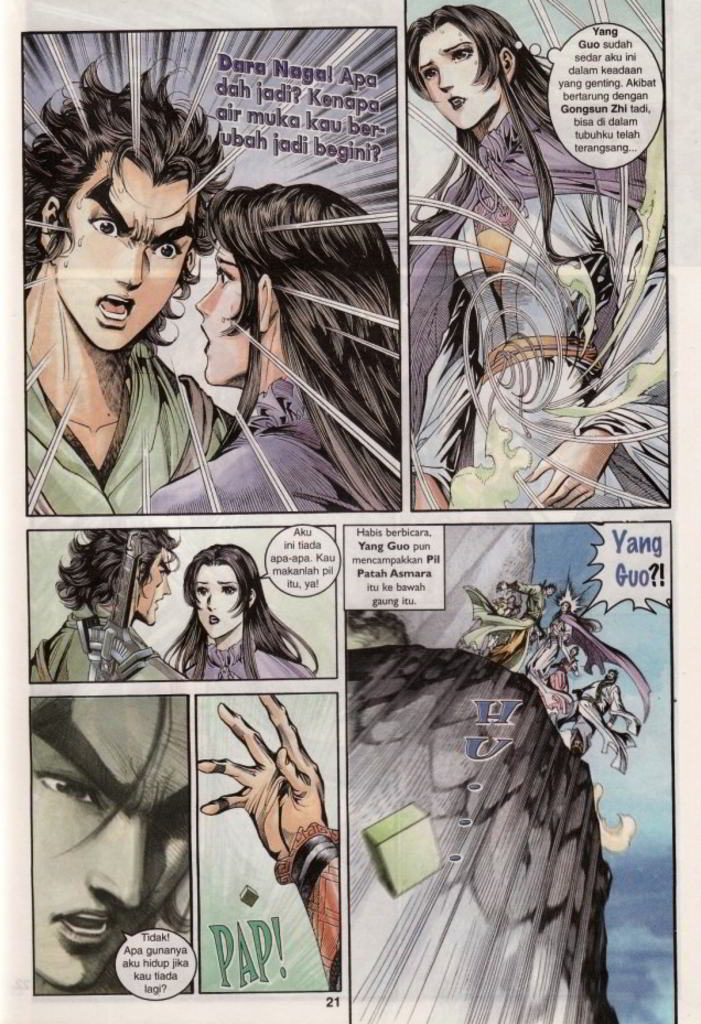 Dara Naga! Apa
dah jadi? Kenapa
air muka kau ber-
ubah jadi begini?
Yang
Guo sudah
sedar aku ini
dalam keadaan
yang genting. Akibat
bertarung dengan
Gongsun Zhi tadi,
bisa di dalam
tubuhku telah
terangsang...
Aku
ini tiada
apa-apa. Kau
makanlah pil
itu, ya!
Habis berbicara,
Yang Guo pun
mencampakkan Pil
Patah Asmara
itu ke bawah
gaung itu.
Yang
Guo?!
HU...
Tidak!
Apa gunanya
aku hidup jika
kau tiada
lagi?
PAP!
21